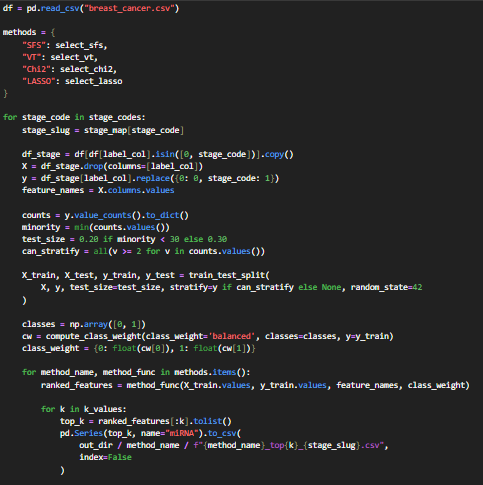 df = pd.read_csv("breast_cancer.csv")
methods = {
"SFS": select_sfs,
"VT": select_vt,
"Chi2": select_chi2,
"LASSO": select_lasso
}
for stage_code in stage_codes:
stage_slug = stage_map[stage_code]
df_stage = df[df[label_col].isin([0, stage_code])].copy()
X = df_stage.drop(columns=[label_col])
y = df_stage[label_col].replace({0: 0, stage_code: 1})
feature_names = X.columns.values
counts = y.value_counts().to_dict()
minority = min(counts.values())
test_size = 0.20 if minority < 30 else 0.30
can_stratify = all(v >= 2 for v in counts.values())
X_train, X_test, y_train, y_test = train_test_split(
X, y, test_size=test_size, stratify=y if can_stratify else None, random_state=42
)
classes = np.array([0, 1])
cw = compute_class_weight(class_weight='balanced', classes=classes, y=y_train)
class_weight = {0: float(cw[0]), 1: float(cw[1])}
for method_name, method_func in methods.items():
ranked_features = method_func(X_train.values, y_train.values, feature_names, class_weight)
for k in k_values:
top_k = ranked_features[:k].tolist()
pd.Series(top_k, name="miRNA").to_csv(
out_dir / method_name / f"{method_name}_top{k}_{stage_slug}.csv",
index=False
)